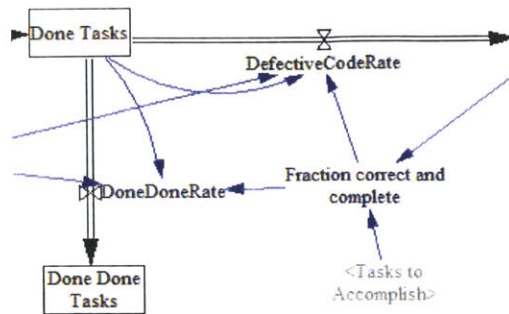 Done Tasks
DefectiveCodeRate
Fraction correct and
complete
DoneDoneRate
<Tasks to
Accomplish>
Done Done
Tasks